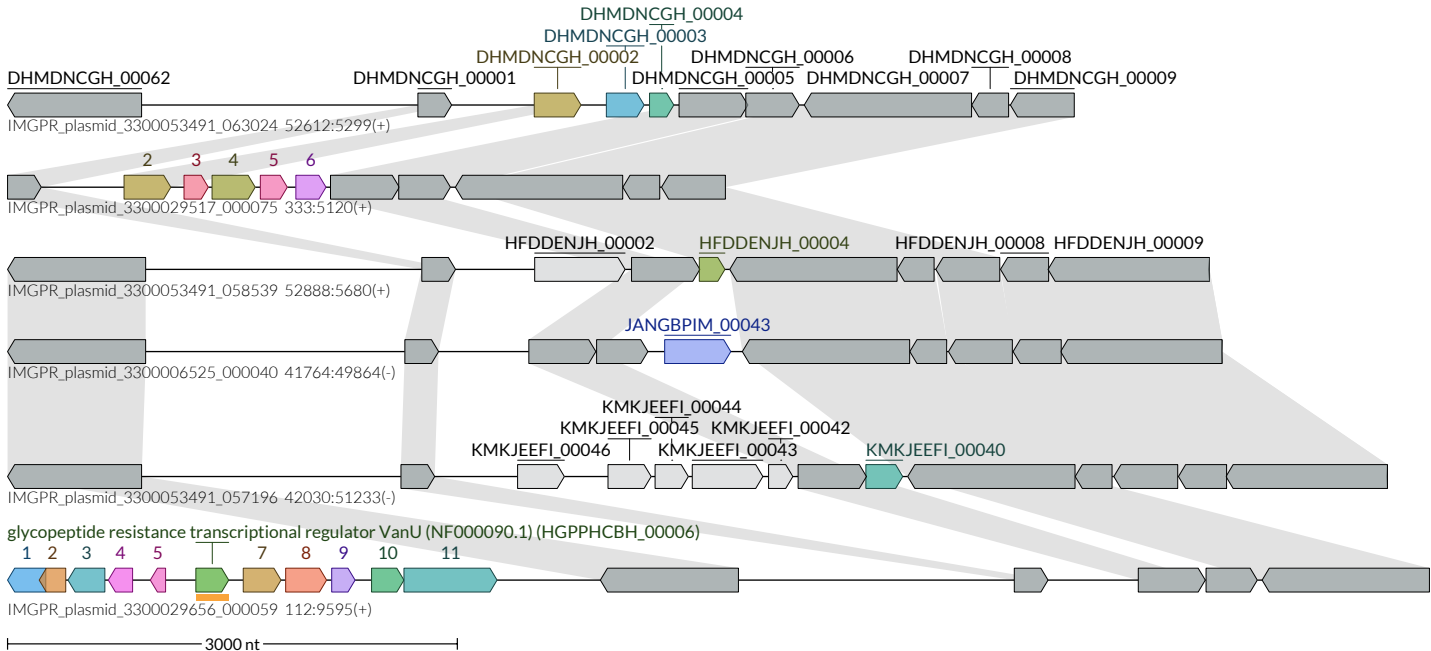 DHMDNCGH_00004
DHMDNCGH_00003
DHMDNCGH_00002 DHMDNCGH_00006 DHMDNCGH_00008
DHMDNCGH_00062 DHMDNCGH_00001 DHMDNCGH_00005 DHMDNCGH_00007 DHMDNCGH_00009
IMGPR_plasmid_3300053491_063024 52612:5299(+)
2 3 4 5 6
IMGPR_plasmid_3300029517_000075 333:5120(+)
HFDDENJH_00002 HFDDENJH_00004 HFDDENJH_00008 HFDDENJH_00009
IMGPR_plasmid_3300053491_058539 52888:5680(+)
JANGBPIM_00043
IMGPR_plasmid_3300006525_000040 41764:49864(-)
KMKJEEFI_00044
KMKJEEFI_00045 KMKJEEFI_00042
KMKJEEFI_00046 KMKJEEFI_00043 KMKJEEFI_00040
IMGPR_plasmid_3300053491_057196 42030:51233(-)
glycopeptide resistance transcriptional regulator VanU (NF000090.1) (HGPPHCBH_00006)
1 2 3 4 5 7 8 9 10 11
IMGPR_plasmid_3300029656_000059 112:9595(+)
3000 nt